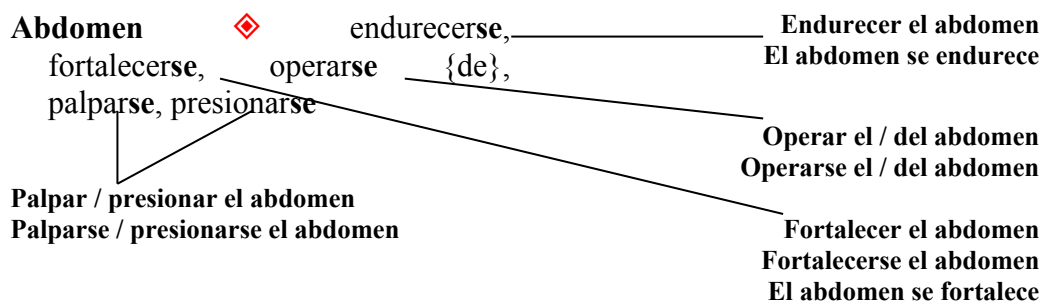 Abdomen endurecerse,
fortalecerse, operarse {de},
palparse, presionarse
Endurecer el abdomen
El abdomen se endurece
Operar el / del abdomen
Operarse el / del abdomen
Palpar / presionar el abdomen
Palparse / presionarse el abdomen
Fortalecer el abdomen
Fortalecerse el abdomen
El abdomen se fortalece